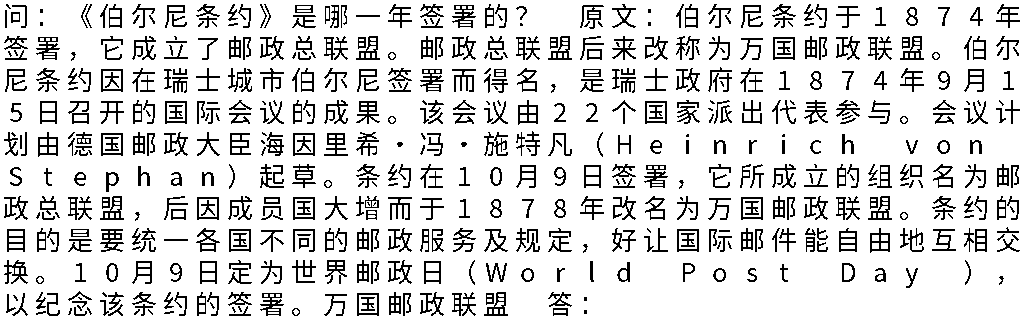 问：《伯尔尼条约》是哪一年签署的？　原文：伯尔尼条约于１８７４年
签署，它成立了邮政总联盟。邮政总联盟后来改称为万国邮政联盟。伯尔
尼条约因在瑞士城市伯尔尼签署而得名，是瑞士政府在１８７４年９月１
５日召开的国际会议的成果。该会议由２２个国家派出代表参与。会议计
划由德国邮政大臣海因里希·冯·施特凡（Ｈｅｉｎｒｉｃｈ　ｖｏｎ
Ｓｔｅｐｈａｎ）起草。条约在１０月９日签署，它所成立的组织名为邮
政总联盟，后因成员国大增而于１８７８年改名为万国邮政联盟。条约的
目的是要统一各国不同的邮政服务及规定，好让国际邮件能自由地互相交
换。１０月９日定为世界邮政日（Ｗｏｒｌｄ　Ｐｏｓｔ　Ｄａｙ　），
以纪念该条约的签署。万国邮政联盟　答：